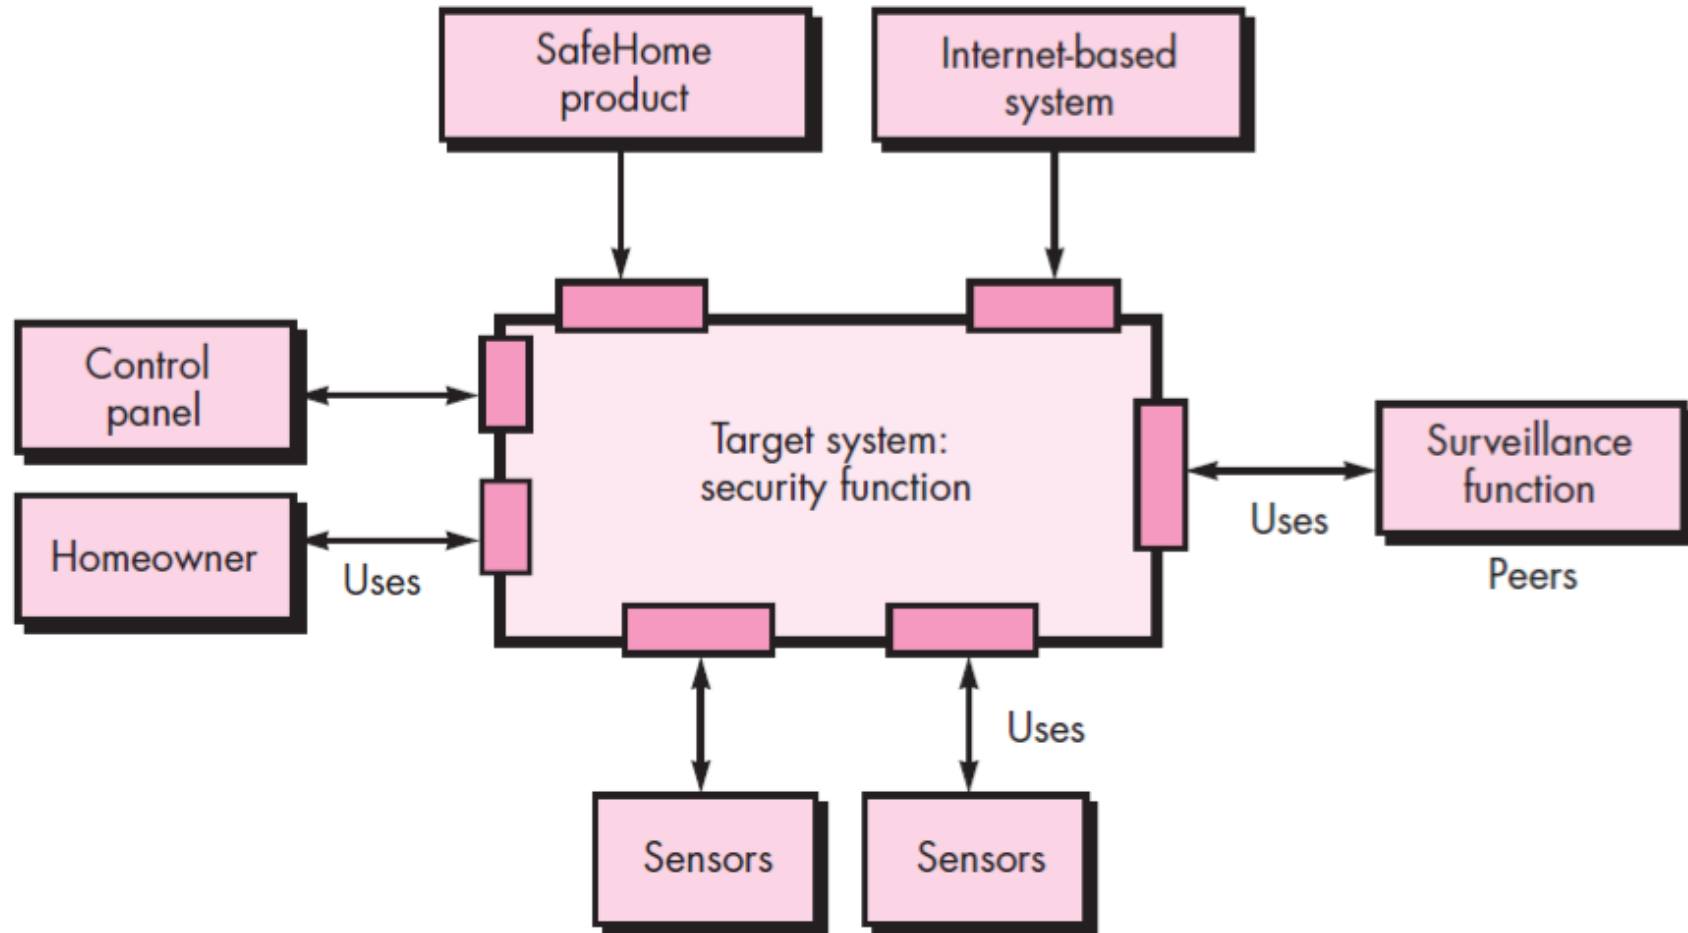 SafeHome
product
Internet-based
system
Control
panel
Target system:
security function
Surveillance
function
Homeowner
Uses
Uses
Peers
Uses
Sensors
Sensors